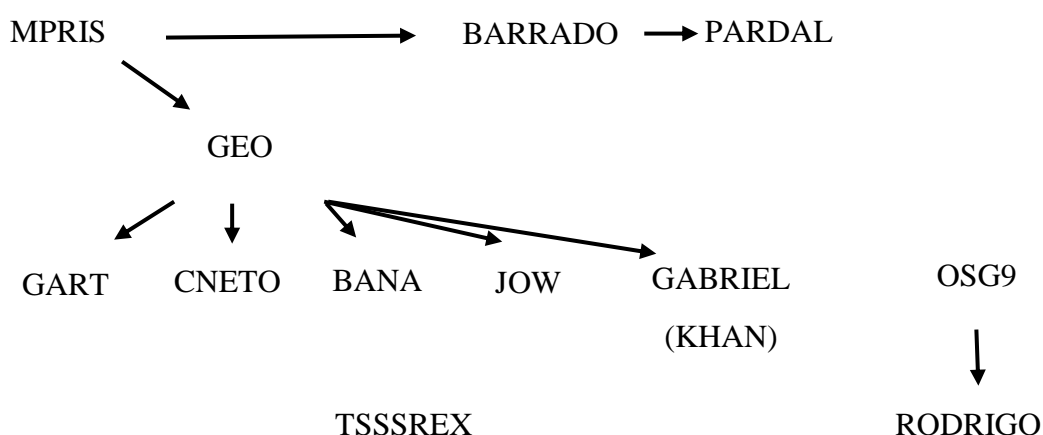 MPRIS BARRADO PARDAL
GEO
GART CNETO BANA JOW GABRIEL OSG9
(KHAN)
TSSSREX RODRIGO